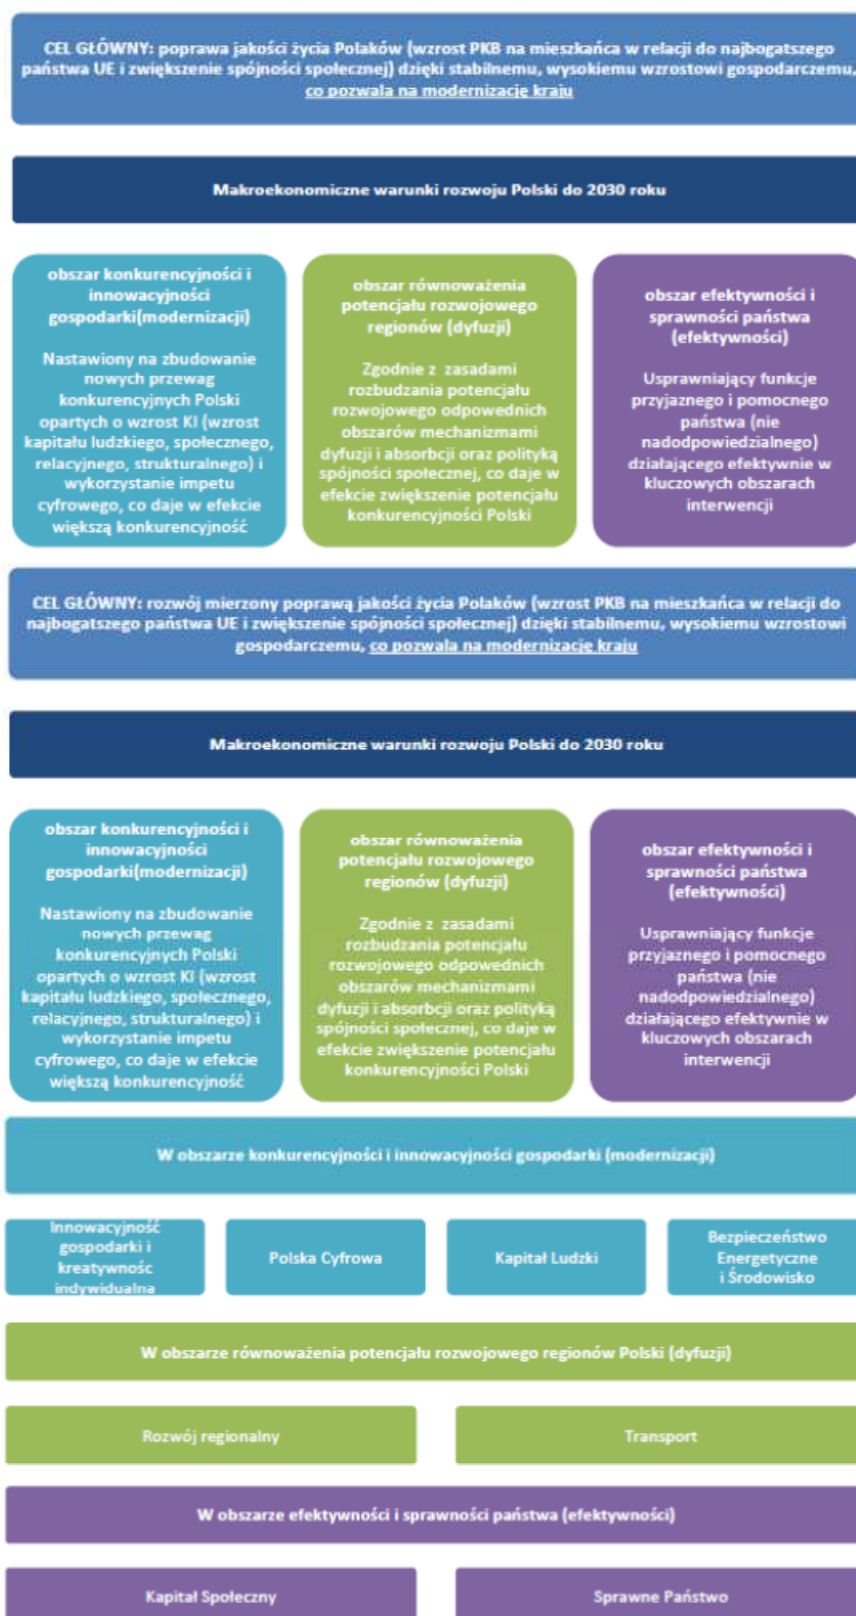 CEL GŁÓWNY: poprawa jakości życia Polaków (wzrost PKB na mieszkańca w relacji do najbogatszego
państwa UE i zwiększenie spójności społecznej) dzięki stabilnemu, wysokiemu wzrostowi gospodarczemu,
co pozwala na modernizację kraju
Makroekonomiczne warunki rozwoju Polski do 2030 roku
obszar konkurencyjności i
innowacyjności
gospodarki(modernizacji)
Nastawiony na zbudowanie
nowych przewag
konkurencyjnych Polski
opartych o wzrost KI (wzrost
kapitału ludzkiego, społecznego,
relacyjnego, strukturalnego) i
wykorzystanie impetu
cyfrowego, co daje w efekcie
większą konkurencyjność
obszar równoważenia
potencjału rozwojowego
regionów (dyfuzji)
Zgodnie z zasadami
rozbudzania potencjału
rozwojowego odpowednich
obszarów mechanizmami
dyfuzji i absorbcji oraz polityką
spójności społecznej, co daje w
efekcie zwiększenie potencjału
konkurencyjności Polski
obszar efektywności i
sprawności państwa
(efektywności)
Usprawniający funkcje
przyjaznego i pomocnego
państwa (nie
nadodpowiedzialnego)
działającego efektywnie w
kluczowych obszarach
interwencji
CEL GŁÓWNY: rozwój mierzony poprawą jakości życia Polaków (wzrost PKB na mieszkańca w relacji do
najbogatszego państwa UE i zwiększenie spójności społecznej) dzięki stabilnemu, wysokiemu wzrostowi
gospodarczemu, co pozwala na modernizację kraju
Makroekonomiczne warunki rozwoju Polski do 2030 roku
obszar konkurencyjności i
innowacyjności
gospodarki(modernizacji)
Nastawiony na zbudowanie
nowych przewag
konkurencyjnych Polski
opartych o wzrost KI (wzrost
kapitału ludzkiego, społecznego,
relacyjnego, strukturalnego) i
wykorzystanie impetu
cyfrowego, co daje w efekcie
większą konkurencyjność
obszar równoważenia
potencjału rozwojowego
regionów (dyfuzji)
Zgodnie z zasadami
rozbudzania potencjału
rozwojowego odpowednich
obszarów mechanizmami
dyfuzji i absorbcji oraz polityką
spójności społecznej, co daje w
efekcie zwiększenie potencjału
konkurencyjności Polski
obszar efektywności i
sprawności państwa
(efektywności)
Usprawniający funkcje
przyjaznego i pomocnego
państwa (nie
nadodpowiedzialnego)
działającego efektywnie w
kluczowych obszarach
interwencji
W obszarze konkurencyjności i innowacyjności gospodarki (modernizacji)
Innowacyjność
gospodarki i
kreatywnośc
indywidualna
Polska Cyfrowa
Kapitał Ludzki
Bezpieczeństwo
Energetyczne
i Środowisko
W obszarze równoważenia potencjału rozwojowego regionów Polski (dyfuzji)
Rozwój regionalny
Transport
W obszarze efektywności i sprawności państwa (efektywności)
Kapitał Społeczny
Sprawne Państwo